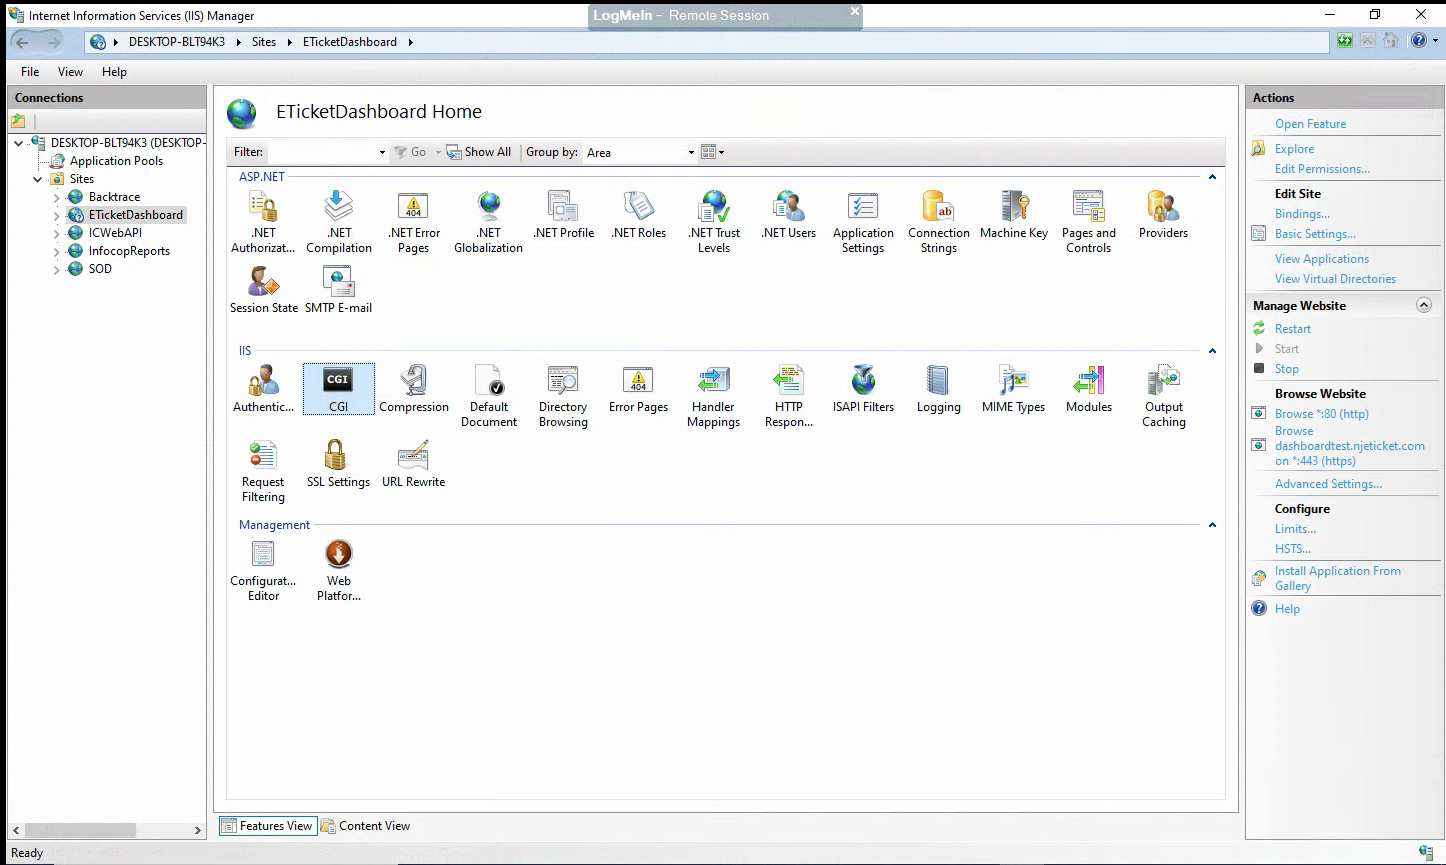 Internet Information Services (IIS) Manager
LogMeIn - Remote Session
DESKTOP-BLT94K3 Sites ETicketDashboard
File View Help
Connections
DESKTOP-BLT94K3 (DESKTOP-
Application Pools
Sites
Backtrace
ETicketDashboard
ICWebAPI
InfocopReports
SOD
ETicketDashboard Home
Filter: Go Show All Group by: Area
ASP.NET
.NET Authorizat...
.NET Compilation
404
.NET Error Pages
.NET Globalization
.NET Profile
.NET Roles
.NET Trust Levels
.NET Users
Application Settings
ab
Connection Strings
Machine Key
Pages and Controls
Providers
Session State
SMTP E-mail
IIS
Authentic...
CGI
CGI
Compression
Default Document
Directory Browsing
404
Error Pages
Handler Mappings
HTTP Respon...
ISAPI Filters
Logging
MIME Types
Modules
Output Caching
Request Filtering
SSL Settings
URL Rewrite
Management
Configurat... Editor
Web Platfor...
Features View
Content View
Actions
Open Feature
Explore
Edit Permissions...
Edit Site
Bindings...
Basic Settings...
View Applications
View Virtual Directories
Manage Website
Restart
Start
Stop
Browse Website
Browse *:80 (http)
Browse
dashboardtest.njeticket.com
on *:443 (https)
Advanced Settings...
Configure
Limits...
HSTS...
Install Application From
Gallery
Help
Ready